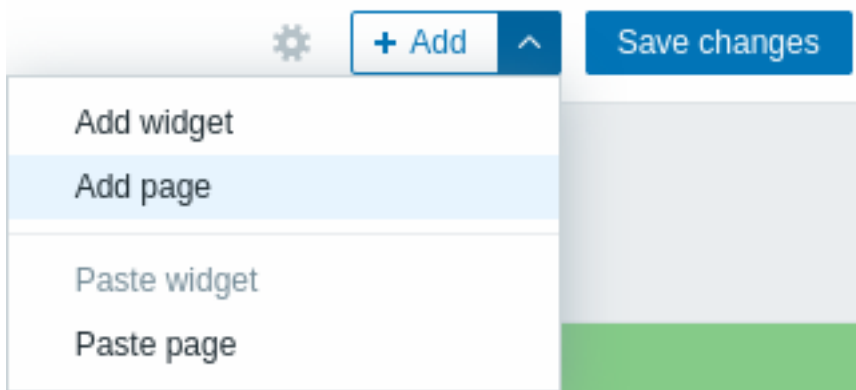 + Add
Save changes
Add widget
Add page
Paste widget
Paste page